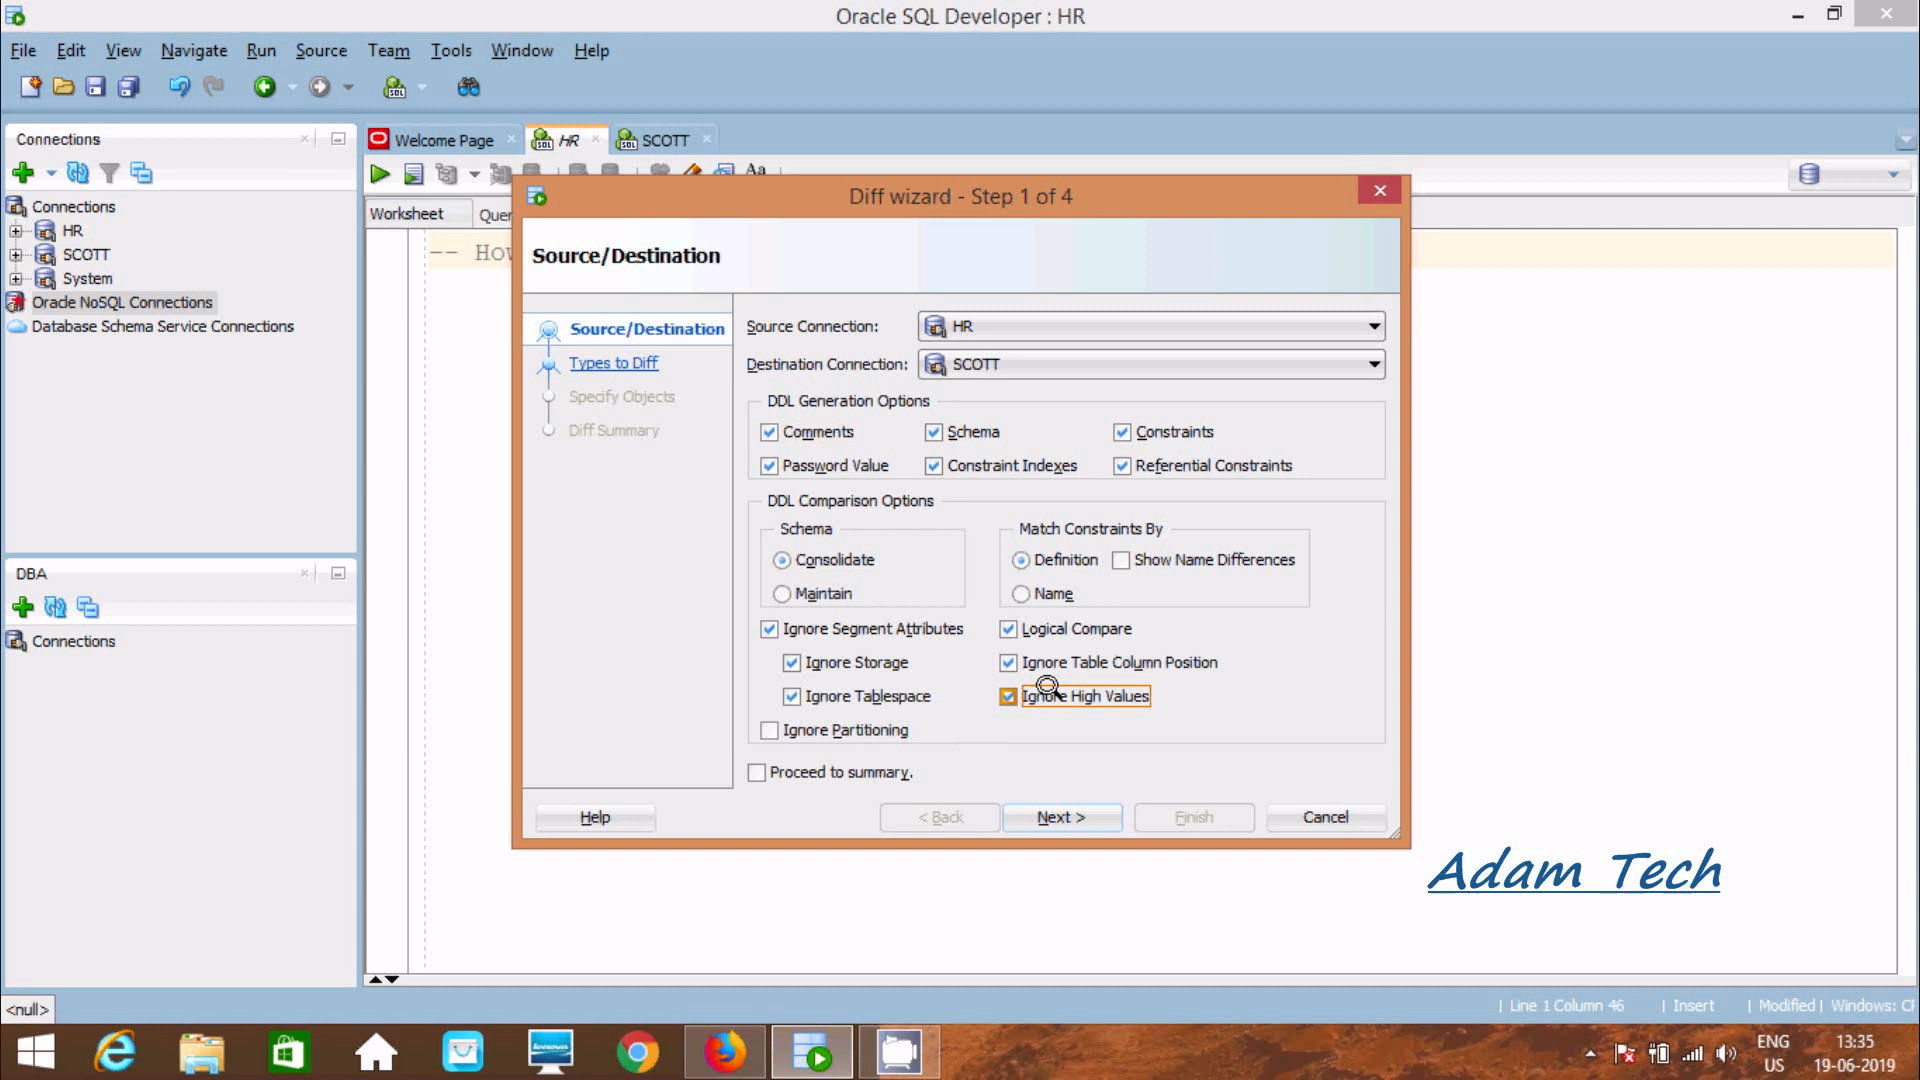 Oracle SQL Developer : HR
File Edit View Navigate Run Source Team Tools Window Help
Connections
Welcome Page HR SCOTT
Connections
HR
SCOTT
System
Oracle NoSQL Connections
Database Schema Service Connections
DBA
Connections
Worksheet
-- How
Diff wizard - Step 1 of 4
Source/Destination
Source/Destination
Types to Diff
Specify Objects
Diff Summary
Source Connection: HR
Destination Connection: SCOTT
DDL Generation Options
Comments Schema Constraints
Password Value Constraint Indexes Referential Constraints
DDL Comparison Options
Schema Match Constraints By
Consolidate Definition Show Name Differences
Maintain Name
Ignore Segment Attributes Logical Compare
Ignore Storage Ignore Table Column Position
Ignore Tablespace Ignore High Values
Ignore Partitioning
Proceed to summary.
Help < Back Next > Finish Cancel
Adam Tech
<null>
| Line 1 Column 46 | Insert | Modified | Windows:
ENG 13:35
US 19-06-2019